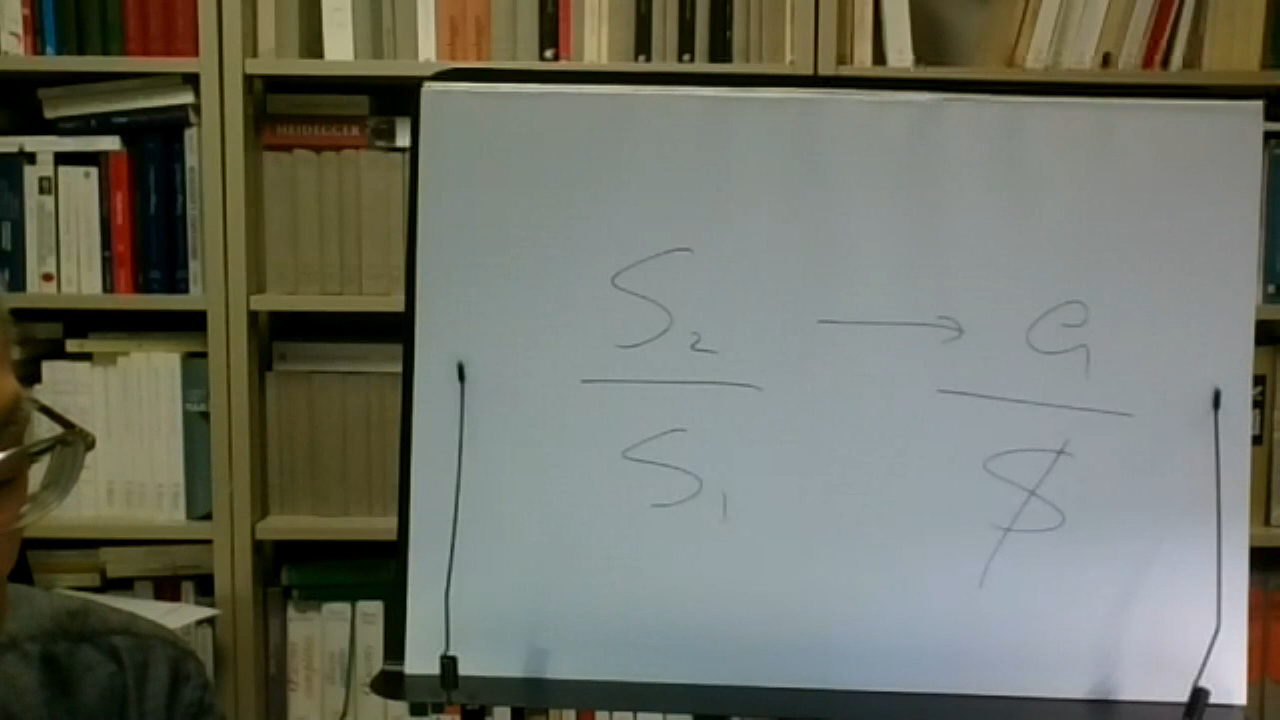 HEIDEGGER
S₂ → a
S₁ $